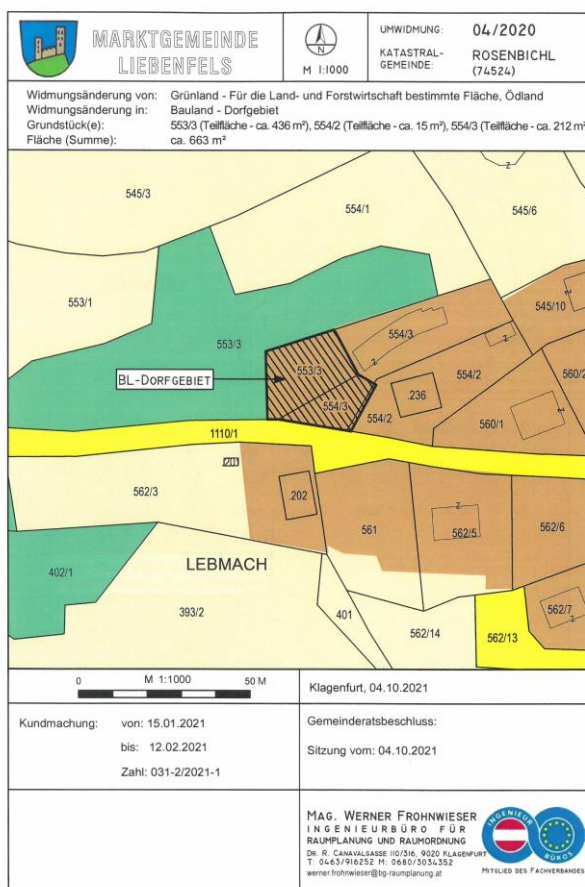 MARKTGEMEINDE
LIEBENFELS
N
M 1:1000
UMWIDMUNG: 04/2020
KATASTRAL-
GEMEINDE: ROSENBICHL
(74524)
Widmungsänderung von: Grünland - Für die Land- und Forstwirtschaft bestimmte Fläche, Ödland
Widmungsänderung in: Bauland - Dorfgebiet
Grundstück(e): 553/3 (Teilfläche - ca. 436 m²), 554/2 (Teilfläche - ca. 15 m²), 554/3 (Teilfläche - ca. 212 m²
Fläche (Summe): ca. 663 m²
545/3
554/1
545/6
553/1
545/10
553/3
554/3
553/3
554/2
560/2
BL-DORFGEBIET
.236
554/3
554/2
560/1
1110/1
562/3
.202
561
562/5
562/6
402/1
LEBMACH
393/2
401
562/14
562/13
562/7
0 M 1:1000 50 M
Klagenfurt, 04.10.2021
Kundmachung: von: 15.01.2021
bis: 12.02.2021
Zahl: 031-2/2021-1
Gemeinderatsbeschluss:
Sitzung vom: 04.10.2021
MAG. WERNER FROHNWIESER
INGENIEURBÜRO FÜR
RAUMPLANUNG UND RAUMORDNUNG
DR. R. CANAVALGASSE 110/316, 9020 KLAGENFURT
T: 0463/916252 M: 0680/3034352
werner.frohnwieser@bg-raumplanung.at
INGENIEUR
BÜROS
MITGLIED DES FACHVERBANDES